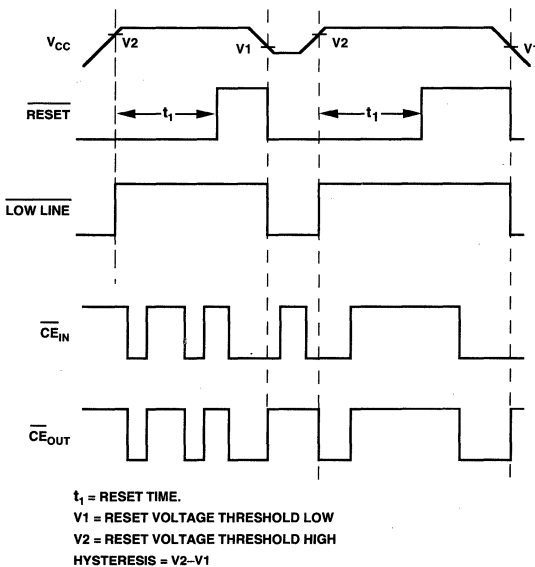 VCC V2 V1 V2 V1
RESET t1 t1
LOW LINE
CEIN
CEOUT
t1 = RESET TIME.
V1 = RESET VOLTAGE THRESHOLD LOW
V2 = RESET VOLTAGE THRESHOLD HIGH
HYSTERESIS = V2–V1